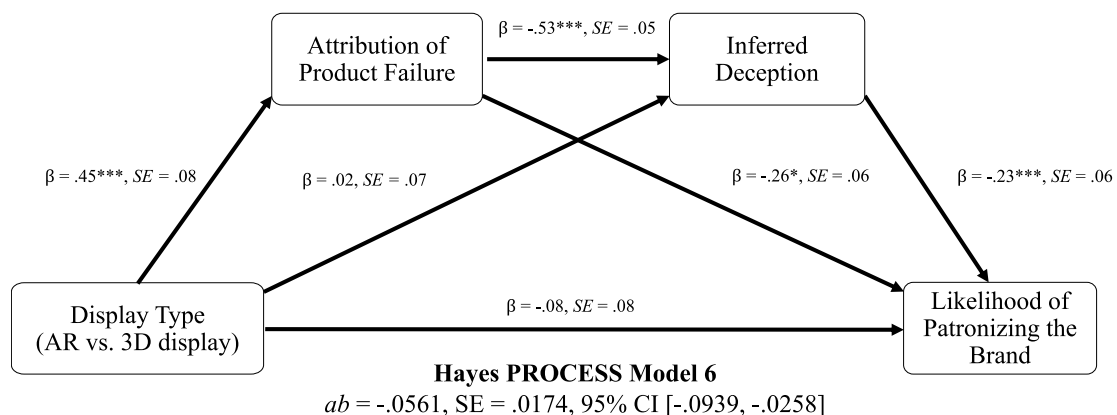 β = -.53***, SE = .05
Attribution of
Product Failure
Inferred
Deception
β = .45***, SE = .08
β = .02, SE = .07
β = -.26*, SE = .06
β = -.23***, SE = .06
Display Type
(AR vs. 3D display)
β = -.08, SE = .08
Likelihood of
Patronizing the
Brand
Hayes PROCESS Model 6
ab = -.0561, SE = .0174, 95% CI [-.0939, -.0258]